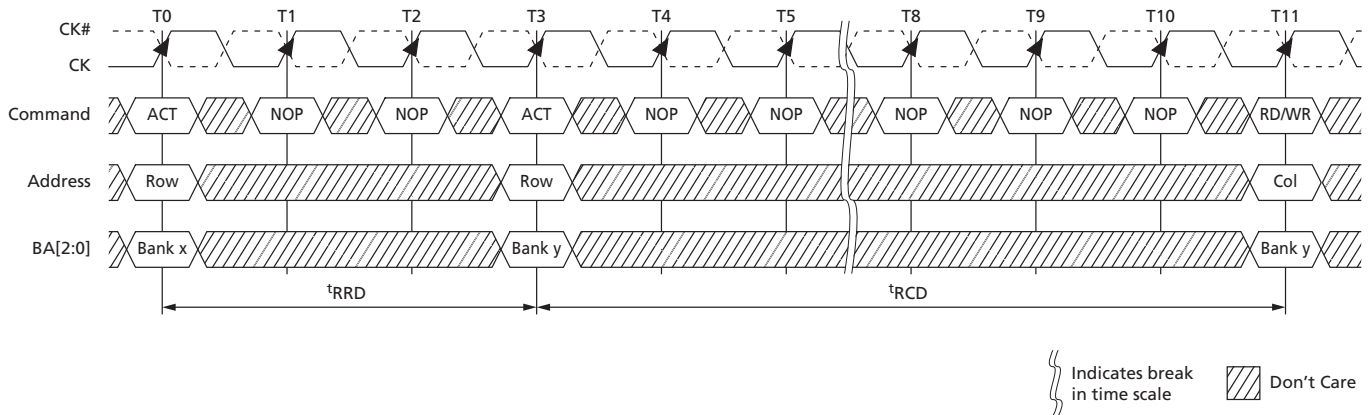 T0 T1 T2 T3 T4 T5 T8 T9 T10 T11
CK#
CK
Command ACT NOP NOP ACT NOP NOP NOP NOP NOP RD/WR
Address Row Row Col
BA[2:0] Bank x Bank y Bank y
tRRD tRCD
Indicates break
in time scale
Don't Care